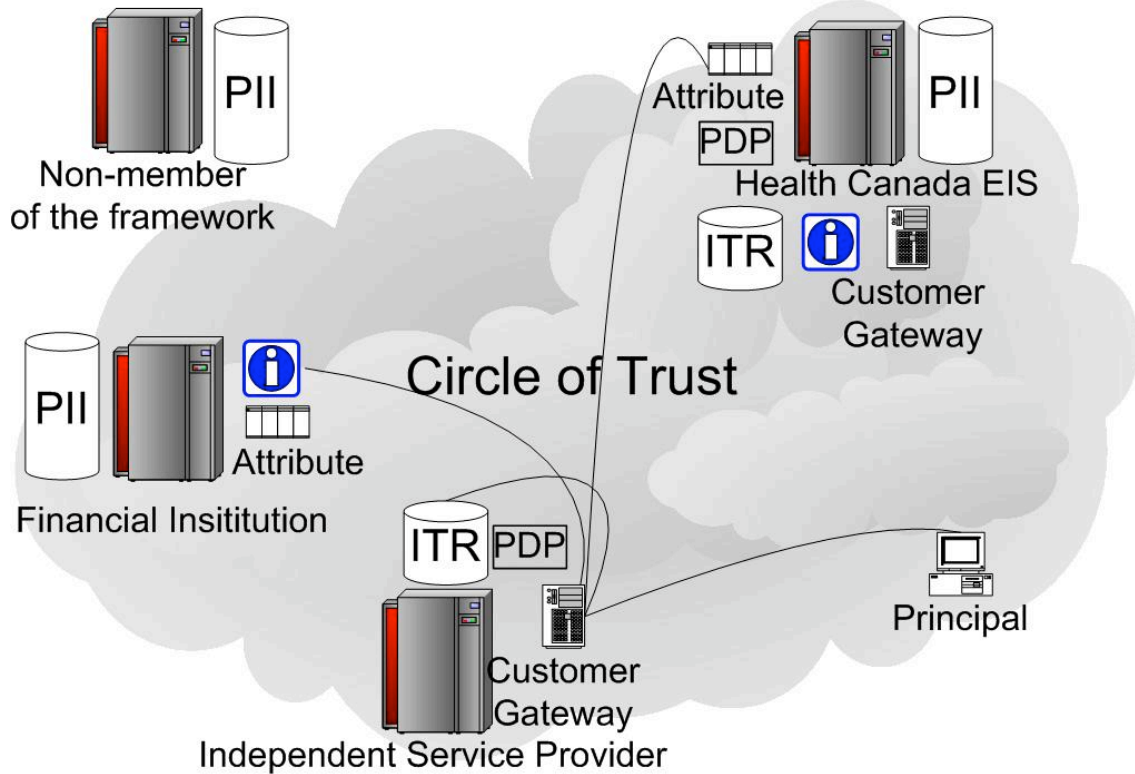 PII
Non-member
of the framework
Attribute
PDP
PII
Health Canada EIS
ITR
i
Customer
Gateway
Circle of Trust
PII
i
Attribute
Financial Insititution
ITR
PDP
Principal
Customer
Gateway
Independent Service Provider